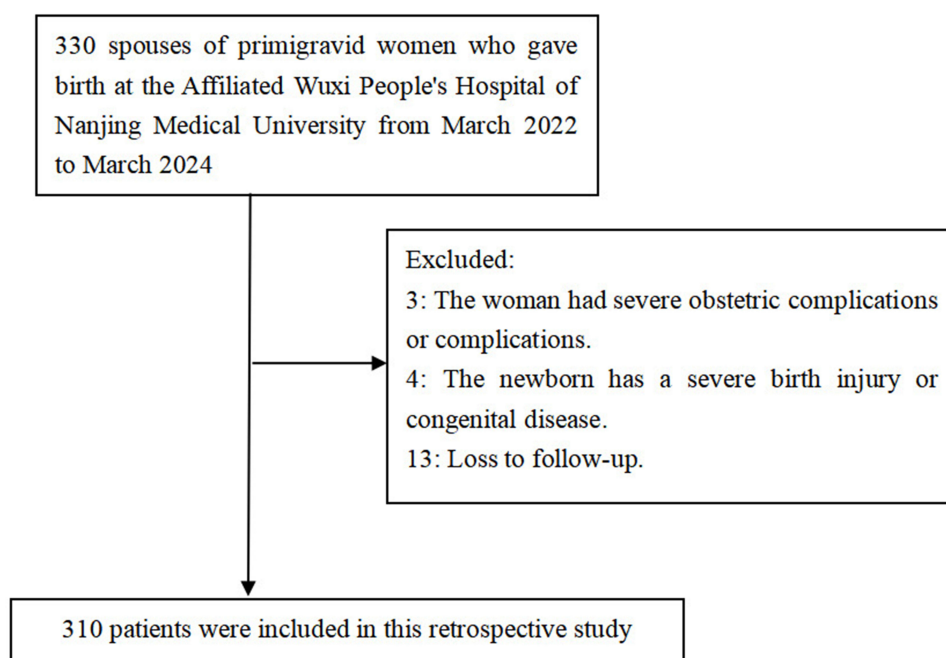 330 spouses of primigravid women who gave
birth at the Affiliated Wuxi People's Hospital of
Nanjing Medical University from March 2022
to March 2024
Excluded:
3: The woman had severe obstetric complications
or complications.
4: The newborn has a severe birth injury or
congenital disease.
13: Loss to follow-up.
310 patients were included in this retrospective study